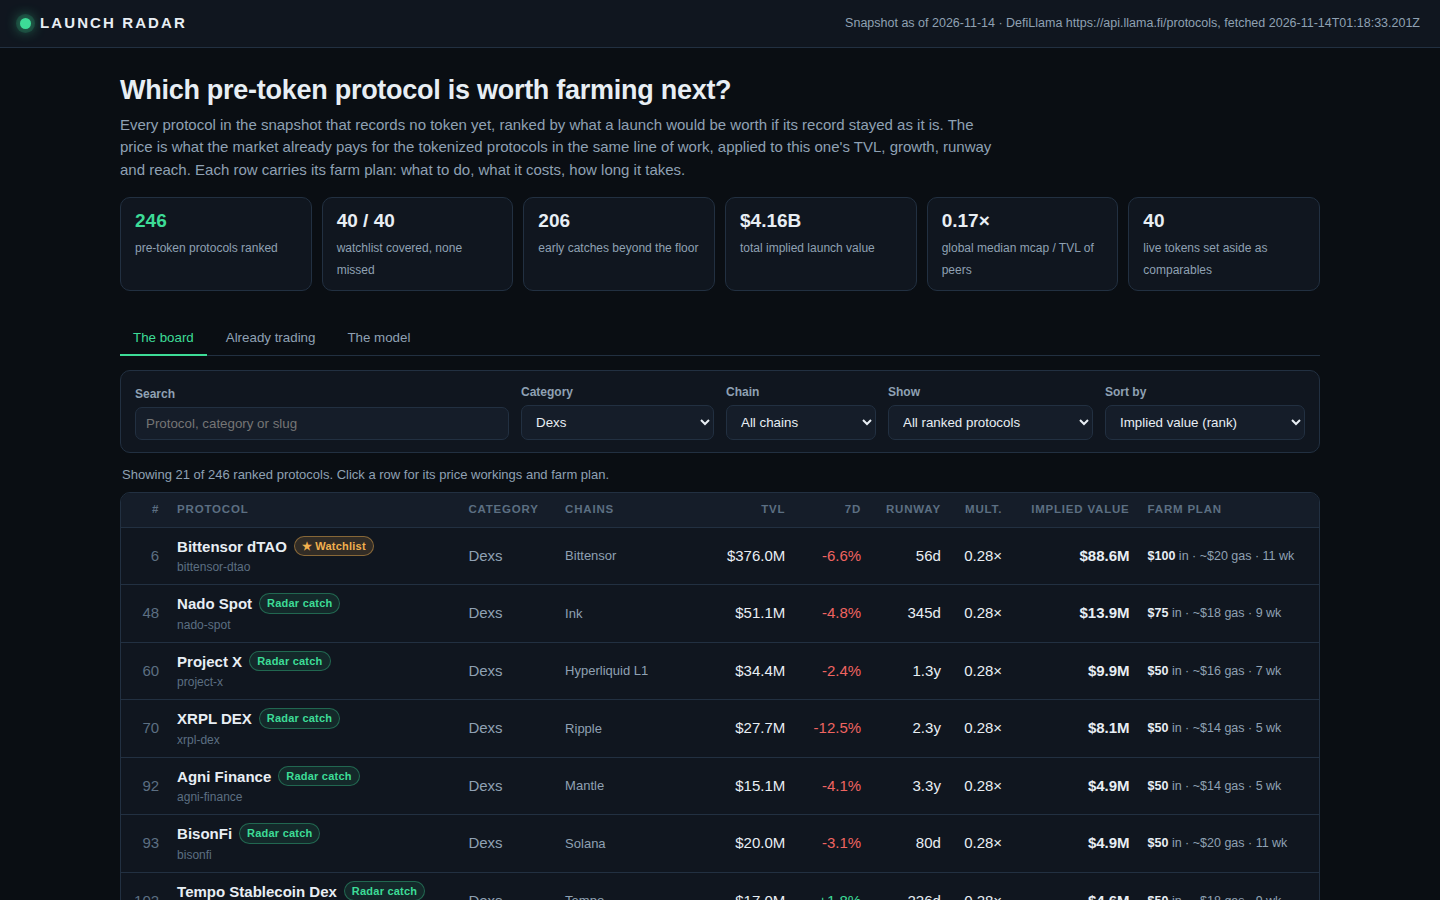 LAUNCH RADAR
Snapshot as of 2026-11-14 · DefiLlama https://api.llama.fi/protocols, fetched 2026-11-14T01:18:33.201Z
Which pre-token protocol is worth farming next?
Every protocol in the snapshot that records no token yet, ranked by what a launch would be worth if its record stayed as it is. The
price is what the market already pays for the tokenized protocols in the same line of work, applied to this one's TVL, growth, runway
and reach. Each row carries its farm plan: what to do, what it costs, how long it takes.
246
pre-token protocols ranked
40 / 40
watchlist covered, none
missed
206
early catches beyond the floor
$4.16B
total implied launch value
0.17×
global median mcap / TVL of
peers
40
live tokens set aside as
comparables
The board Already trading The model
Search Category Chain Show Sort by
Protocol, category or slug Dexs All chains All ranked protocols Implied value (rank)
Showing 21 of 246 ranked protocols. Click a row for its price workings and farm plan.
# PROTOCOL CATEGORY CHAINS TVL 7D RUNWAY MULT. IMPLIED VALUE FARM PLAN
6 Bittensor dTAO ★ Watchlist Dexs Bittensor $376.0M -6.6% 56d 0.28× $88.6M $100 in · ~$20 gas · 11 wk
bittensor-dtao
48 Nado Spot Radar catch Dexs Ink $51.1M -4.8% 345d 0.28× $13.9M $75 in · ~$18 gas · 9 wk
nado-spot
60 Project X Radar catch Dexs Hyperliquid L1 $34.4M -2.4% 1.3y 0.28× $9.9M $50 in · ~$16 gas · 7 wk
project-x
70 XRPL DEX Radar catch Dexs Ripple $27.7M -12.5% 2.3y 0.28× $8.1M $50 in · ~$14 gas · 5 wk
xrpl-dex
92 Agni Finance Radar catch Dexs Mantle $15.1M -4.1% 3.3y 0.28× $4.9M $50 in · ~$14 gas · 5 wk
agni-finance
93 BisonFi Radar catch Dexs Solana $20.0M -3.1% 80d 0.28× $4.9M $50 in · ~$20 gas · 11 wk
bisonfi
Tempo Stablecoin Dex Radar catch Dexs Tempo